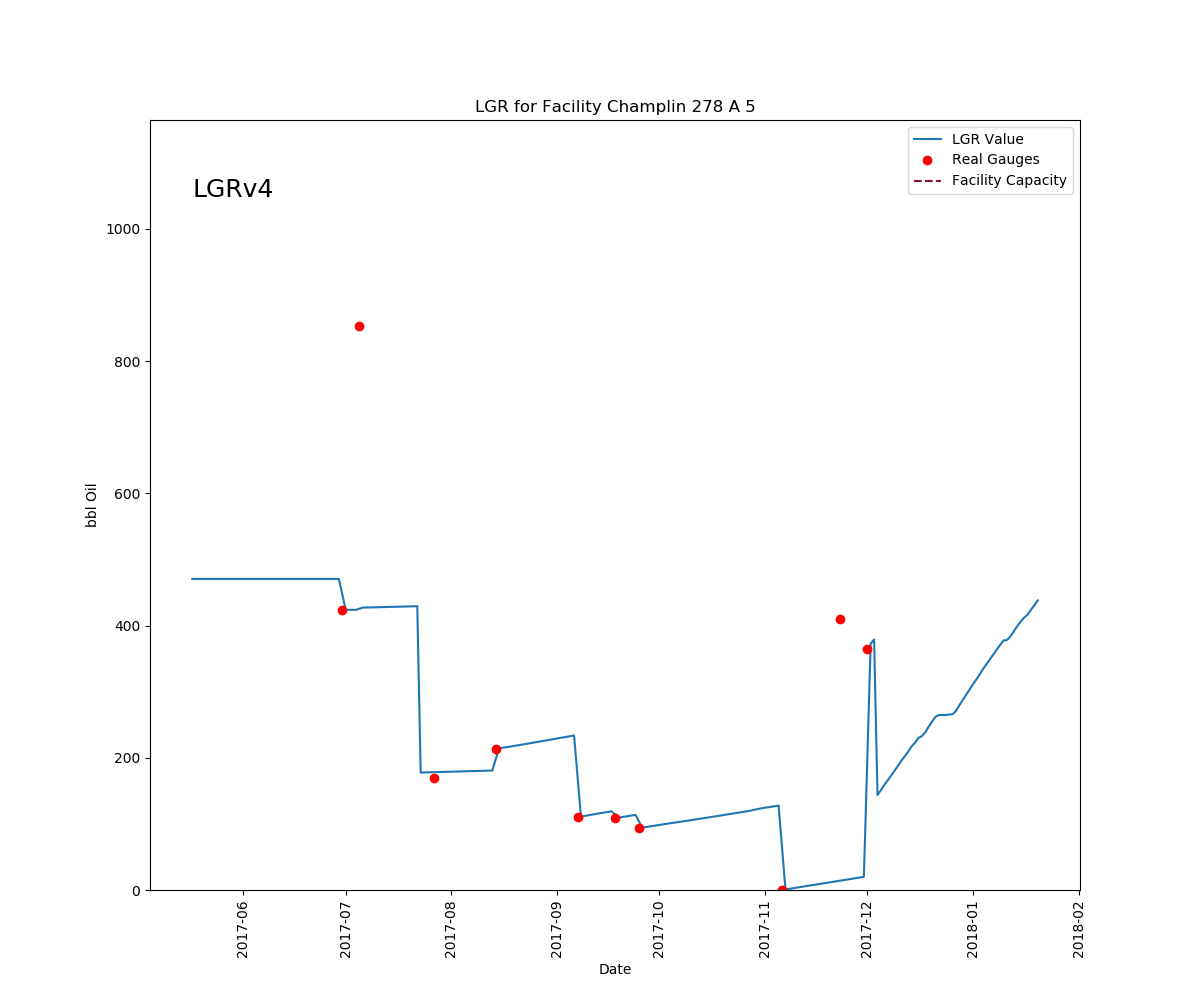 LGR for Facility Champlin 278 A 5
LGRv4
LGR Value
Real Gauges
Facility Capacity
bbl Oil
1000
800
600
400
200
0
2017-06
2017-07
2017-08
2017-09
2017-10
2017-11
2017-12
2018-01
2018-02
Date